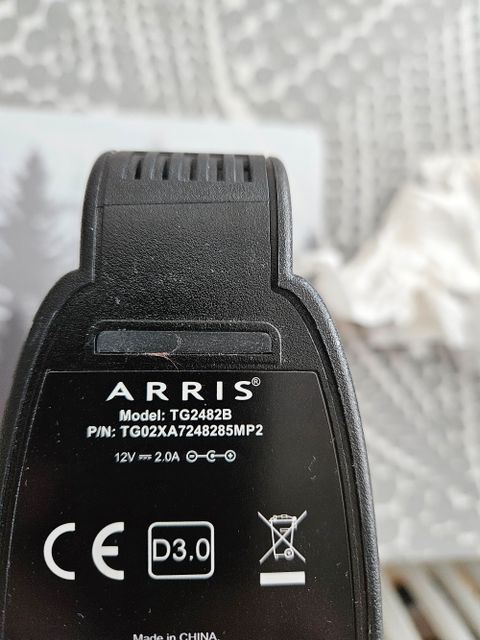 ARRIS®
Model: TG2482B
P/N: TG02XA7248285MP2
12V ⎓ 2.0A
CE
D3.0
Made in CHINA.